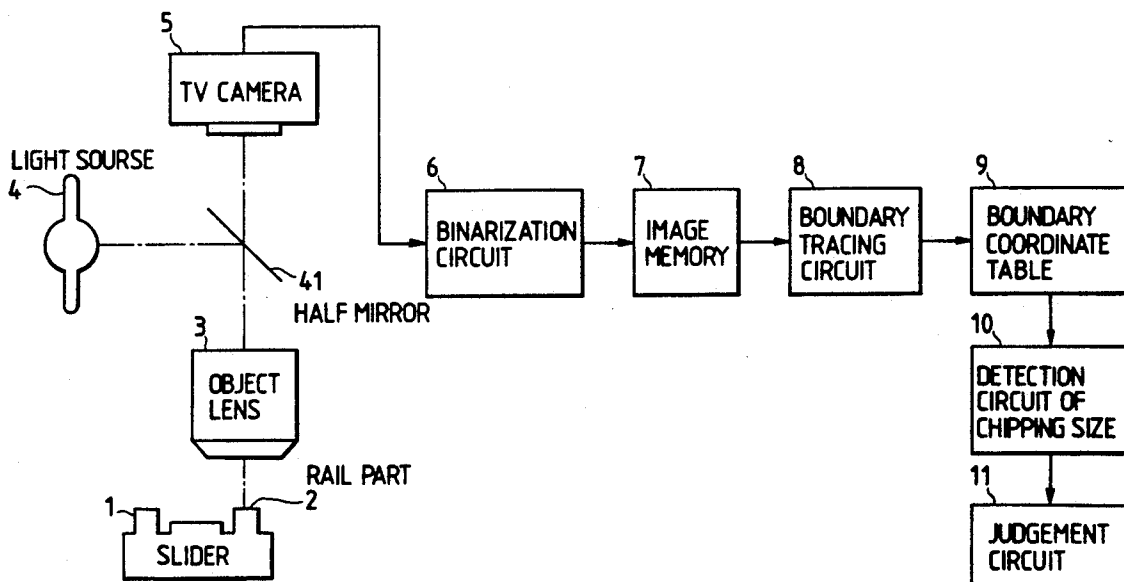 5
TV CAMERA
LIGHT SOURSE
4
41
HALF MIRROR
3
OBJECT
LENS
RAIL PART
1
2
SLIDER
6
BINARIZATION
CIRCUIT
7
IMAGE
MEMORY
8
BOUNDARY
TRACING
CIRCUIT
9
BOUNDARY
COORDINATE
TABLE
10
DETECTION
CIRCUIT OF
CHIPPING SIZE
11
JUDGEMENT
CIRCUIT